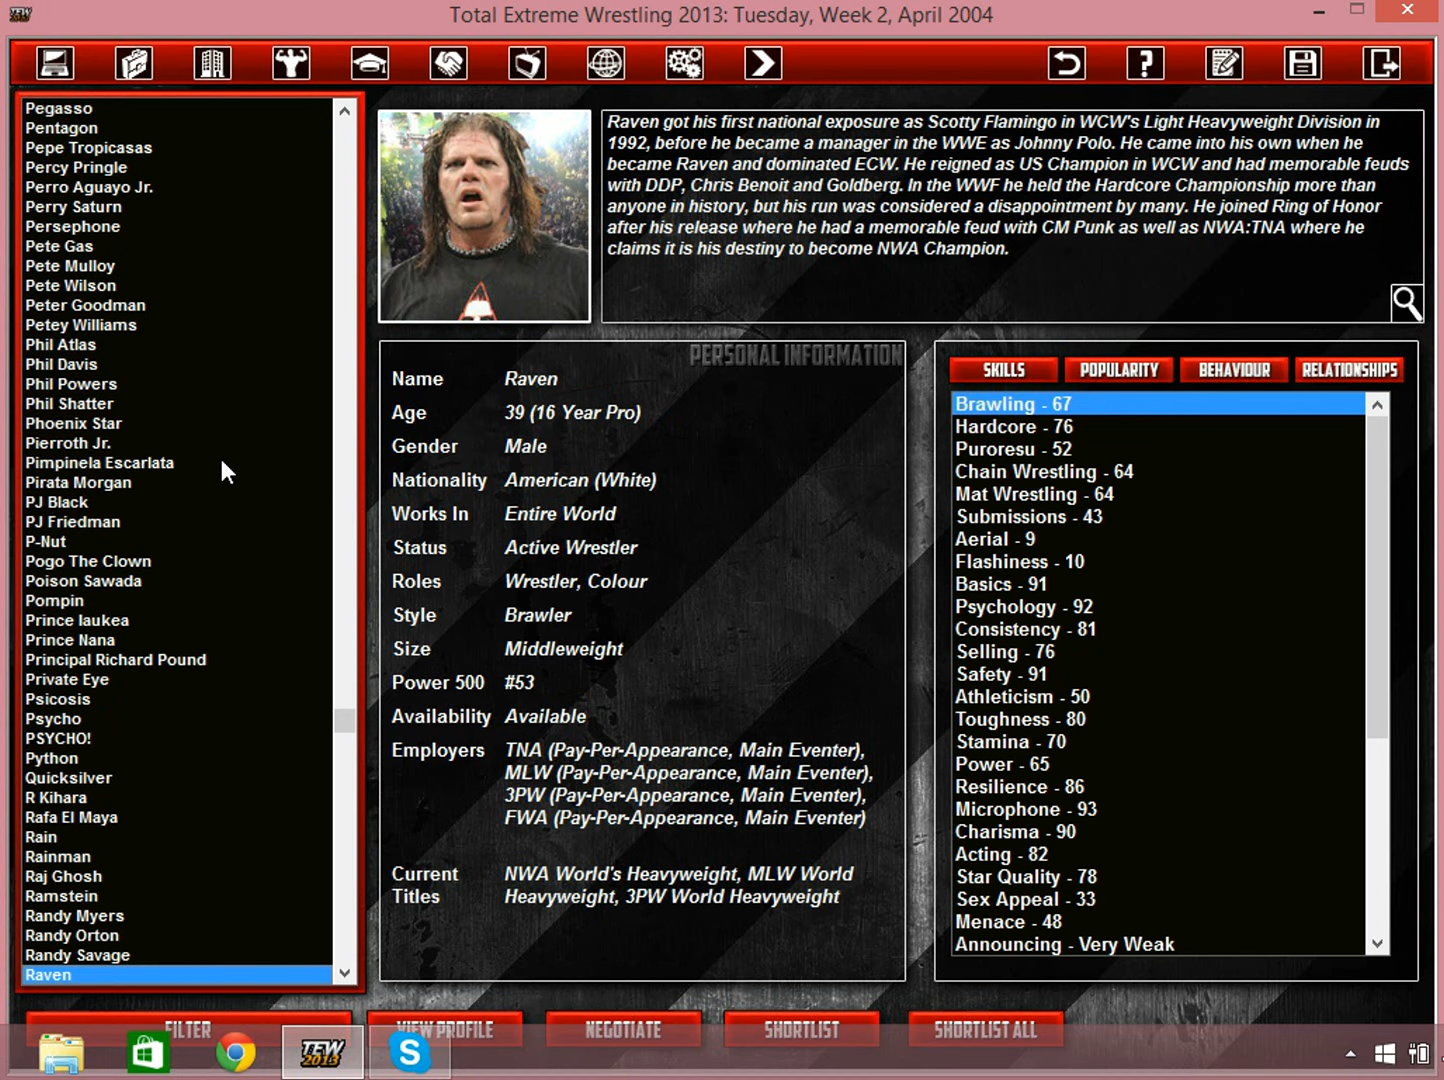 Total Extreme Wrestling 2013: Tuesday, Week 2, April 2004
Pegasso
Pentagon
Pepe Tropicasas
Percy Pringle
Perro Aguayo Jr.
Perry Saturn
Persephone
Pete Gas
Pete Mulloy
Pete Wilson
Peter Goodman
Petey Williams
Phil Atlas
Phil Davis
Phil Powers
Phil Shatter
Phoenix Star
Pierroth Jr.
Pimpinela Escarlata
Pirata Morgan
PJ Black
PJ Friedman
P-Nut
Pogo The Clown
Poison Sawada
Pompin
Prince Iaukea
Prince Nana
Principal Richard Pound
Private Eye
Psicosis
Psycho
PSYCHO!
Python
Quicksilver
R Kihara
Rafa El Maya
Rain
Rainman
Raj Ghosh
Ramstein
Randy Myers
Randy Orton
Randy Savage
Raven
Raven got his first national exposure as Scotty Flamingo in WCW's Light Heavyweight Division in
1992, before he became a manager in the WWE as Johnny Polo. He came into his own when he
became Raven and dominated ECW. He reigned as US Champion in WCW and had memorable feuds
with DDP, Chris Benoit and Goldberg. In the WWF he held the Hardcore Championship more than
anyone in history, but his run was considered a disappointment by many. He joined Ring of Honor
after his release where he had a memorable feud with CM Punk as well as NWA:TNA where he
claims it is his destiny to become NWA Champion.
PERSONAL INFORMATION
Name Raven
Age 39 (16 Year Pro)
Gender Male
Nationality American (White)
Works In Entire World
Status Active Wrestler
Roles Wrestler, Colour
Style Brawler
Size Middleweight
Power 500 #53
Availability Available
Employers TNA (Pay-Per-Appearance, Main Eventer),
MLW (Pay-Per-Appearance, Main Eventer),
3PW (Pay-Per-Appearance, Main Eventer),
FWA (Pay-Per-Appearance, Main Eventer)
Current NWA World's Heavyweight, MLW World
Titles Heavyweight, 3PW World Heavyweight
SKILLS POPULARITY BEHAVIOUR RELATIONSHIPS
Brawling - 67
Hardcore - 76
Puroresu - 52
Chain Wrestling - 64
Mat Wrestling - 64
Submissions - 43
Aerial - 9
Flashiness - 10
Basics - 91
Psychology - 92
Consistency - 81
Selling - 76
Safety - 91
Athleticism - 50
Toughness - 80
Stamina - 70
Power - 65
Resilience - 86
Microphone - 93
Charisma - 90
Acting - 82
Star Quality - 78
Sex Appeal - 33
Menace - 48
Announcing - Very Weak
FILTER VIEW PROFILE NEGOTIATE SHORTLIST SHORTLIST ALL
TEW
2013